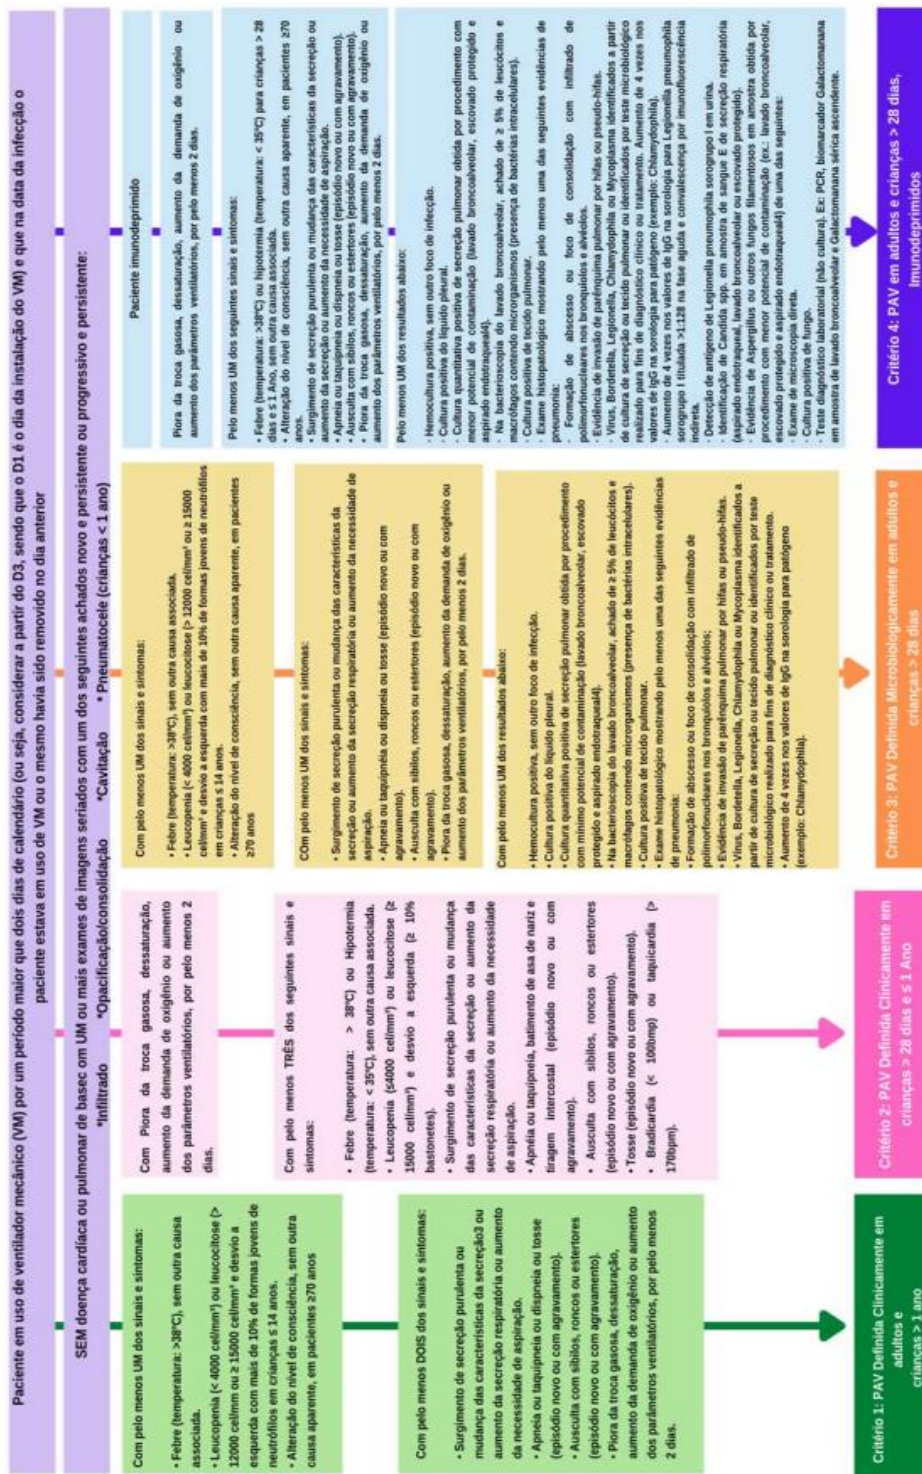 Paciente em uso de ventilador mecânico (VM) por um período maior que dois dias de calendário (ou seja, considerar a partir do D3, sendo que o D1 é o dia da instalação do VM) e que na data da infecção o
paciente estava em uso de VM ou o mesmo havia sido removido no dia anterior
SEM doença cardíaca ou pulmonar de basec om UM ou mais exames de imagens seriados com um dos seguintes achados novo e persistente ou progressivo e persistente:
*Infiltrado *Opacificação/consolidação *Cavitação * Pneumatocele (crianças < 1 ano)
Com pelo menos UM dos sinais e sintomas:
• Febre (temperatura: >38ºC), sem outra causa
associada.
• Leucopenia (< 4000 cel/mm³) ou leucocitose (>
12000 cel/mm ou ≥ 15000 cel/mm³ e desvio a
esquerda com mais de 10% de formas jovens de
neutrófilos em crianças ≤ 14 anos.
• Alteração do nível de consciência, sem outra
causa aparente, em pacientes ≥70 anos
Com pelo menos DOIS dos sinais e sintomas:
• Surgimento de secreção purulenta ou
mudança das características da secreção3 ou
aumento da secreção respiratória ou aumento
da necessidade de aspiração.
• Apnéia ou taquipneia ou dispneia ou tosse
(episódio novo ou com agravamento).
• Ausculta com sibilos, roncos ou estertores
(episódio novo ou com agravamento).
• Piora da troca gasosa, dessaturação,
aumento da demanda de oxigênio ou aumento
dos parâmetros ventilatórios, por pelo menos
2 dias.
Critério 1: PAV Definida Clinicamente em
adultos e
crianças > 1 ano
Com Piora da troca gasosa, dessaturação,
aumento da demanda de oxigênio ou aumento
dos parâmetros ventilatórios, por pelo menos 2
dias.
Com pelo menos TRÊS dos seguintes sinais e
sintomas:
• Febre (temperatura: > 38ºC) ou Hipotermia
(temperatura: < 35ºC), sem outra causa associada.
• Leucopenia (≤4000 cel/mm³) ou leucocitose (≥
15000 cel/mm³) e desvio a esquerda (≥ 10%
bastonetes).
• Surgimento de secreção purulenta ou mudança
das características da secreção ou aumento da
secreção respiratória ou aumento da necessidade
de aspiração.
• Apnéia ou taquipneia, batimento de asa de nariz e
tiragem intercostal (episódio novo ou com
agravamento).
• Ausculta com sibilos, roncos ou estertores
(episódio novo ou com agravamento).
• Tosse (episódio novo ou com agravamento).
• Bradicardia (< 100bmp) ou taquicardia (>
170bpm).
Critério 2: PAV Definida Clinicamente em
crianças > 28 dias e ≤ 1 Ano
Com pelo menos UM dos sinais e sintomas:
• Febre (temperatura: >38ºC), sem outra causa associada.
• Leucopenia (< 4000 cel/mm³) ou leucocitose (> 12000 cel/mm³ ou ≥ 15000
cel/mm³ e desvio a esquerda com mais de 10% de formas jovens de neutrófilos
em crianças ≤ 14 anos.
• Alteração do nível de consciência, sem outra causa aparente, em pacientes
≥70 anos
COm pelo menos UM dos sinais e sintomas:
• Surgimento de secreção purulenta ou mudança das características da
secreção ou aumento da secreção respiratória ou aumento da necessidade de
aspiração.
• Apneia ou taquipnéia ou dispneia ou tosse (episódio novo ou com
agravamento).
• Ausculta com sibilos, roncos ou estertores (episódio novo ou com
agravamento).
• Piora da troca gasosa, dessaturação, aumento da demanda de oxigênio ou
aumento dos parâmetros ventilatórios, por pelo menos 2 dias.
Com pelo menos UM dos resultados abaixo:
• Hemocultura positiva, sem outro foco de infecção.
• Cultura positiva do líquido pleural.
• Cultura quantitativa positiva de secreção pulmonar obtida por procedimento
com mínimo potencial de contaminação (lavado broncoalveolar, escovado
protegido e aspirado endotraqueal4).
• Na bacterioscopia do lavado broncoalveolar, achado de ≥ 5% leucócitos e
macrófagos contendo microrganismos (presença de bactérias intracelulares).
• Cultura positiva de tecido pulmonar.
• Exame histopatológico mostrando pelo menos uma das seguintes evidências
de pneumonia:
• Formação de abscesso ou foco de consolidação com infiltrado de
polimorfonucleares nos bronquíolos e alvéolos;
• Evidência de invasão de parênquima pulmonar por hifas ou pseudo-hifas.
• Vírus, Bordetella, Legionella, Chlamydophila ou Mycoplasma identificados a
partir de cultura de secreção ou tecido pulmonar ou identificados por teste
microbiológico realizado para fins de diagnóstico clínico ou tratamento.
• Aumento de 4 vezes nos valores de IgG na sorologia para patógeno
(exemplo: Chlamydophila).
Critério 3: PAV Definida Microbiologicamente em adultos e
crianças > 28 dias
Paciente imunodeprimido
Piora da troca gasosa, dessaturação, aumento da demanda de oxigênio ou
aumento dos parâmetros ventilatórios, por pelo menos 2 dias.
Pelo menos UM dos seguintes sinais e sintomas:
• Febre (temperatura: >38ºC) ou hipotermia (temperatura: < 35ºC) para crianças > 28
dias e ≤ 1 Ano, sem outra causa associada.
• Alteração do nível de consciência, sem outra causa aparente, em pacientes ≥70
anos.
• Surgimento de secreção purulenta ou mudança das características da secreção ou
aumento da secreção ou aumento da necessidade de aspiração.
• Apneia ou taquipneia ou dispneia ou tosse (episódio novo ou com agravamento).
• Ausculta com sibilos, roncos ou estertores (episódio novo ou com agravamento).
• Piora da troca gasosa, dessaturação, aumento da demanda de oxigênio ou
aumento dos parâmetros ventilatórios, por pelo menos 2 dias.
Pelo menos UM dos resultados abaixo:
· Hemocultura positiva, sem outro foco de infecção.
· Cultura positiva do líquido pleural.
· Cultura quantitativa positiva de secreção pulmonar obtida por procedimento com
menor potencial de contaminação (lavado broncoalveolar, escovado protegido e
aspirado endotraqueal4).
· Na bacterioscopia do lavado broncoalveolar, achado de ≥ 5% de leucócitos e
macrófagos contendo microrganismos (presença de bactérias intracelulares).
· Cultura positiva de tecido pulmonar.
· Exame histopatológico mostrando pelo menos uma das seguintes evidências de
pneumonia:
· Formação de abscesso ou foco de consolidação com infiltrado de
polimorfonucleares nos bronquíolos e alvéolos.
· Evidência de invasão de parênquima pulmonar por hifas ou pseudo-hifas.
· Vírus, Bordetella, Legionella, Chlamydophila ou Mycoplasma identificados a partir
de cultura de secreção ou tecido pulmonar ou identificados por teste microbiológico
realizado para fins de diagnóstico clínico ou tratamento. Aumento de 4 vezes nos
valores de IgG na sorologia para patógeno (exemplo: Chlamydophila).
· Aumento de 4 vezes nos valores de IgG na sorologia para Legionella pneumophila
sorogrupo I titulada >1:128 na fase aguda e convalescença por imunofluorescência
indireta.
· Detecção de antígeno de Legionella pneumophila sorogrupo I em urina.
· Identificação de Candida spp. em amostra de sangue E de secreção respiratória
(aspirado endotraqueal, lavado broncoalveolar ou escovado protegido).
· Evidência de Aspergillus ou outros fungos filamentosos em amostra obtida por
procedimento com menor potencial de contaminação (ex.: lavado broncoalveolar,
escovado protegido e aspirado endotraqueal4) de uma das seguintes:
· Exame de microscopia direta.
· Cultura positiva de fungo.
· Teste diagnóstico laboratorial (não cultura). Ex: PCR, biomarcador Galactomanana
em amostra de lavado broncoalveolar e Galactomanana sérica ascendente.
Critério 4: PAV em adultos e crianças > 28 dias,
Imunodeprimidos